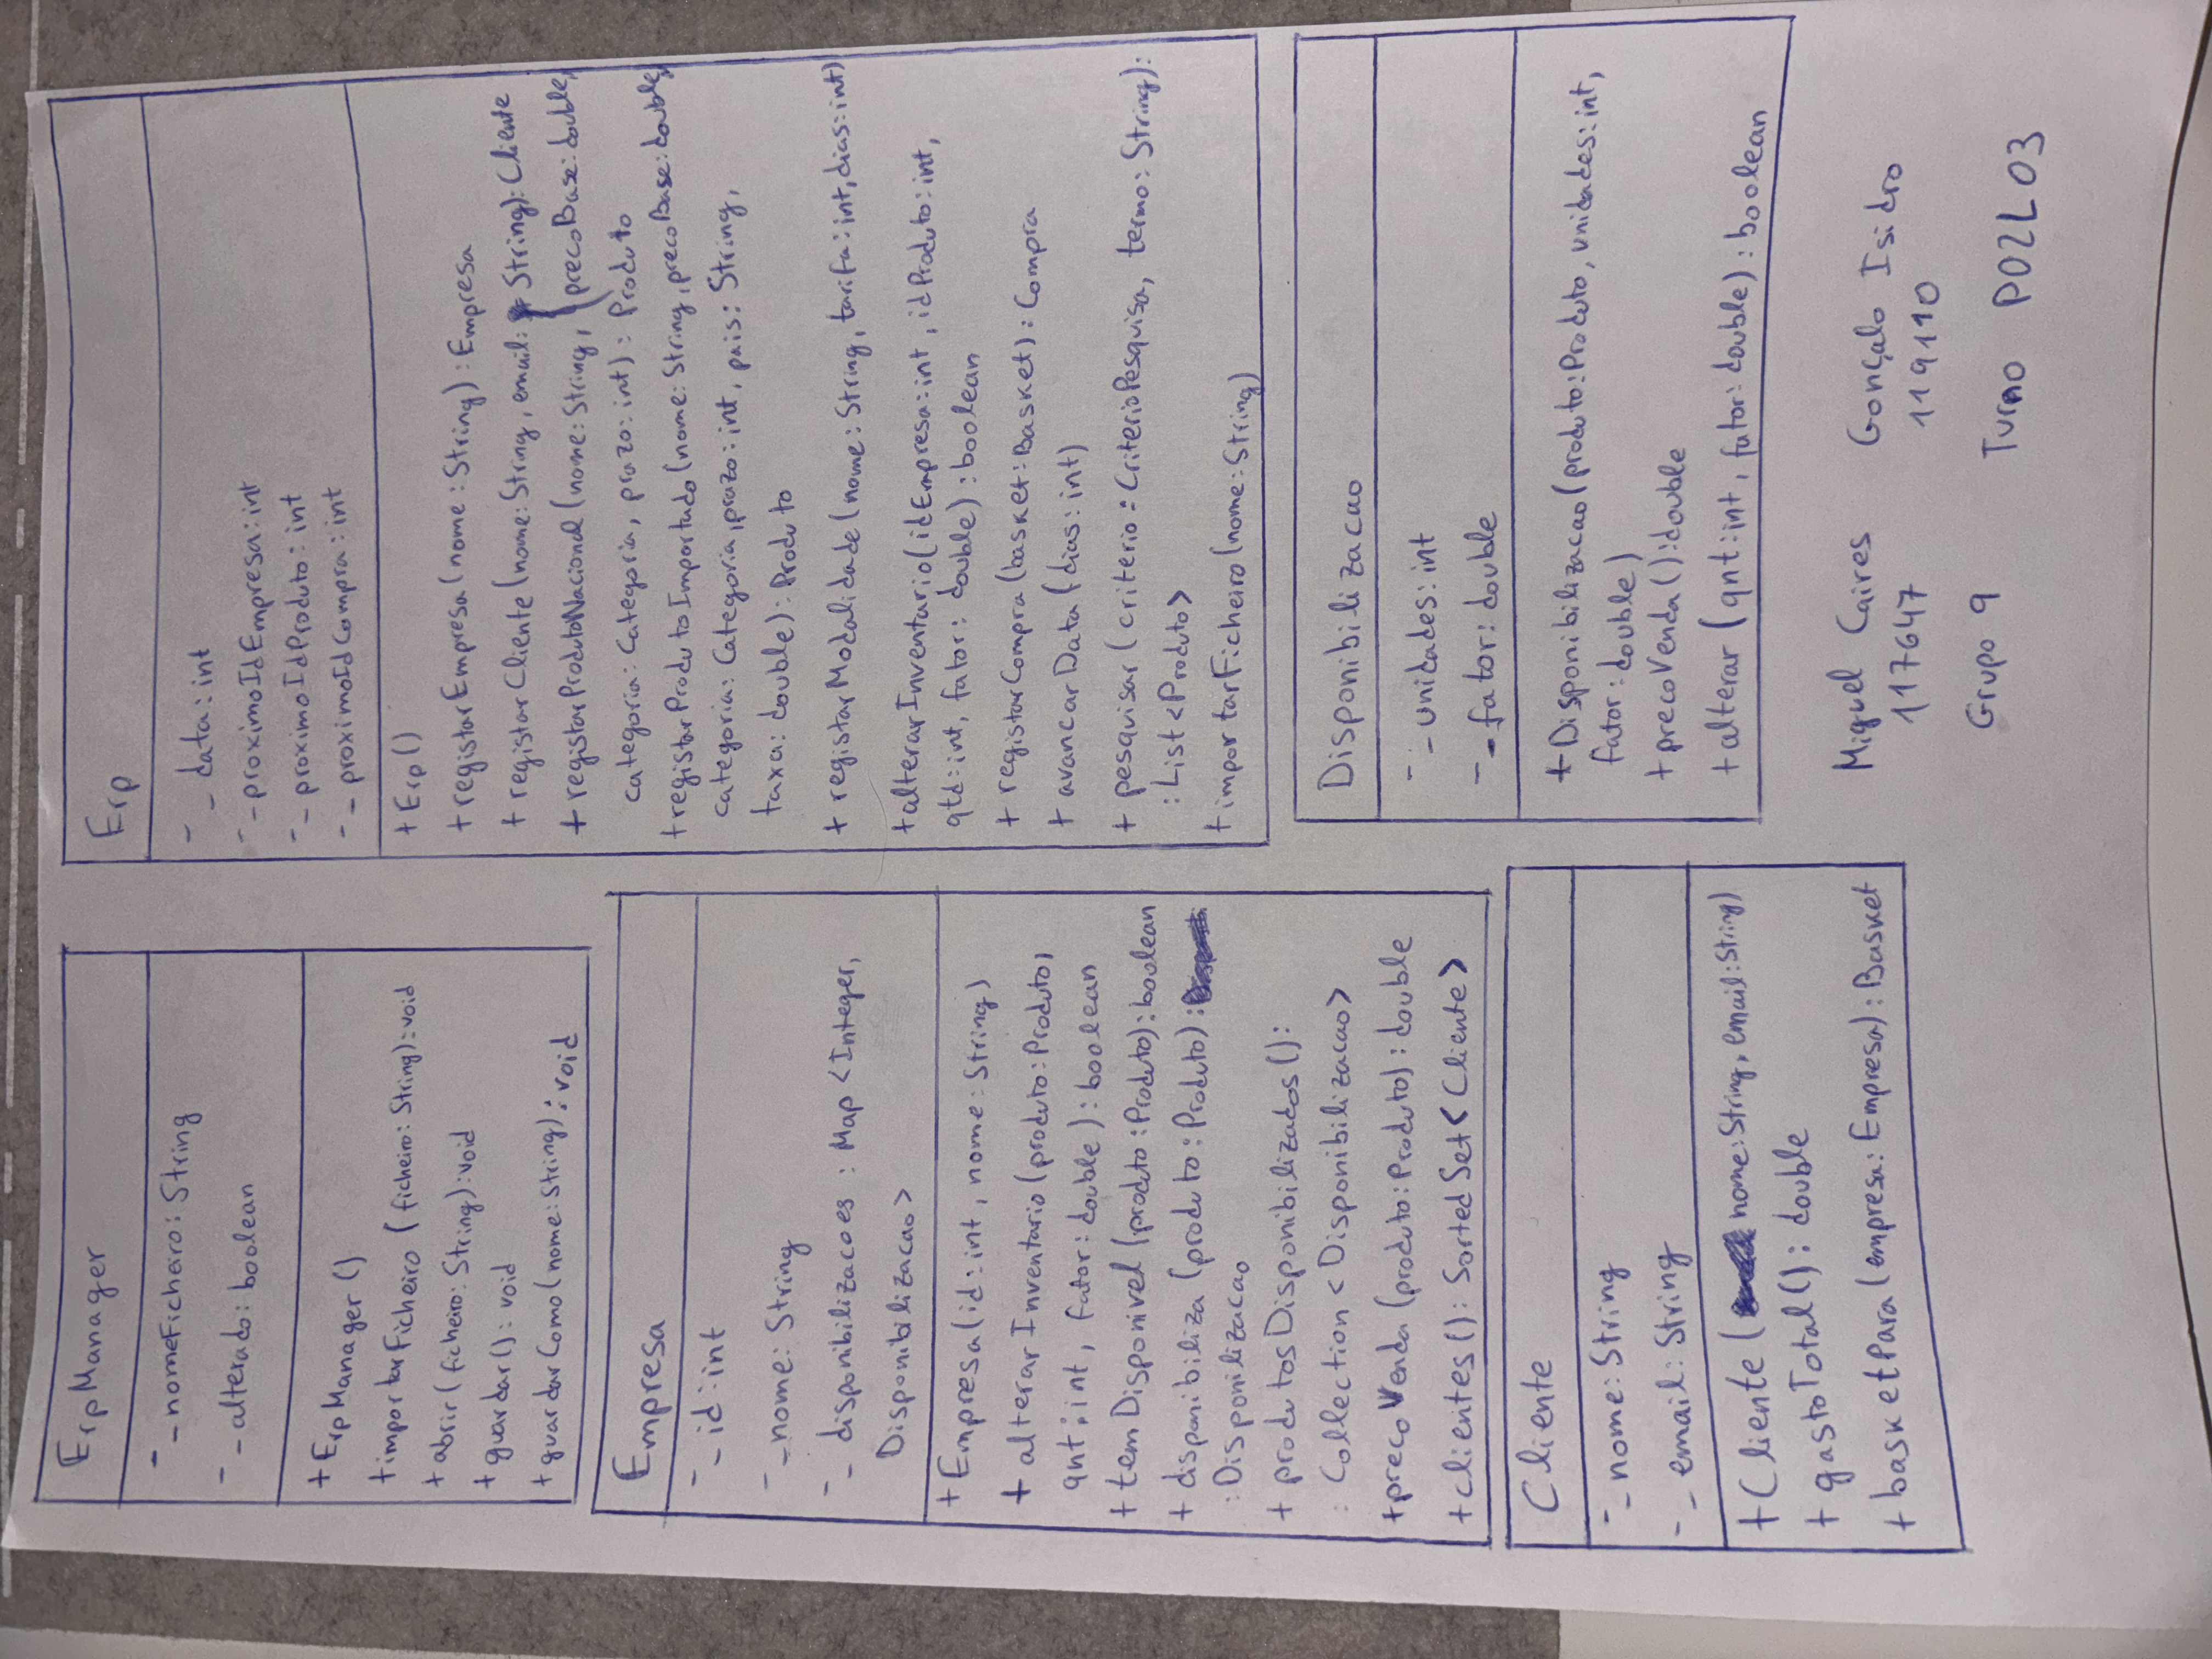 ErpManager
- _nomeFicheiro: String
- _alterado: boolean
+ ErpManager ()
+ importarFicheiro (ficheiro: String): void
+ abrir (ficheiro: String): void
+ guardar(): void
+ guardarComo (nome: String): void
Empresa
- _id: int
- _nome: String
- _disponibilizacoes : Map <Integer,
Disponibilizacao>
+ Empresa (id: int, nome: String)
+ alterarInventario (produto: Produto,
qnt: int, fator: double): boolean
+ temDisponivel (produto: Produto): boolean
+ disponibiliza (produto: Produto) :
: Disponilizacao
+ produtosDisponibilizados ():
: Collection <Disponibilizacao>
+ precoVenda (produto: Produto): double
+ clientes (): SortedSet <Cliente>
Cliente
- _nome: String
- _email: String
+ Cliente ( nome: String, email: String)
+ gastoTotal (): double
+ basketPara (empresa: Empresa): Basket
Erp
- _data: int
- _proximoIdEmpresa: int
- _proximoIdProduto: int
- _proximoIdCompra: int
+ Erp ()
+ registarEmpresa (nome: String): Empresa
+ registarCliente (nome: String, email: String): Cliente
+ registarProdutoNacional (nome: String, precoBase: double,
categoria: Categoria, prazo: int): Produto
+ registarProdutoImportado (nome: String, precoBase: double,
categoria: Categoria, prazo: int, pais: String,
taxa: double): Produto
+ registarModalidade (nome: String, tarifa: int, dias: int)
+ alterarInventario (idEmpresa: int, idProduto: int,
qtd: int, fator: double): boolean
+ registarCompra (basket: Basket): Compra
+ avancarData (dias: int)
+ pesquisar (criterio: CriterioPesquisa, termo: String):
: List <Produto>
+ importarFicheiro (nome: String)
Disponibilizacao
- _unidades: int
- _fator: double
+ Disponibilizacao (produto: Produto, unidades: int,
fator: double)
+ precoVenda (): double
+ alterar (qnt: int, fator: double): boolean
Miguel Caires
117647
Gonçalo Isidro
119110
Grupo 9
Turno PO2L03